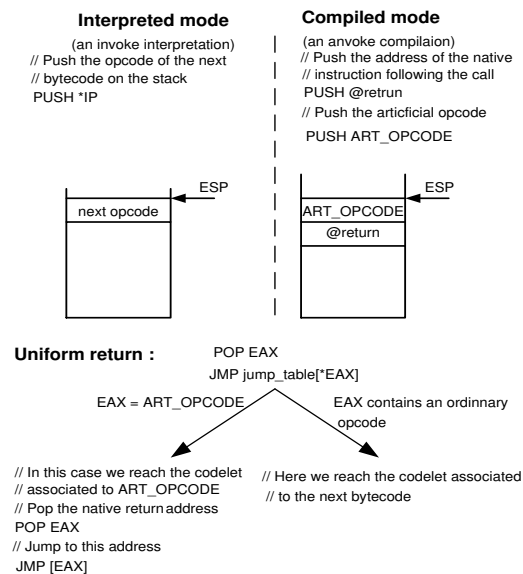 Interpreted mode
(an invoke interpretation)
// Push the opcode of the next
// bytecode on the stack
PUSH *IP
ESP
next opcode
Compiled mode
(an anvoke compilaion)
// Push the address of the native
// instruction following the call
PUSH @retrun
// Push the articficial opcode
PUSH ART_OPCODE
ESP
ART_OPCODE
@return
Uniform return :
POP EAX
JMP jump_table[*EAX]
EAX = ART_OPCODE
EAX contains an ordinnary
opcode
// In this case we reach the codelet
// associated to ART_OPCODE
// Pop the native return address
POP EAX
// Jump to this address
JMP [EAX]
// Here we reach the codelet associated
// to the next bytecode